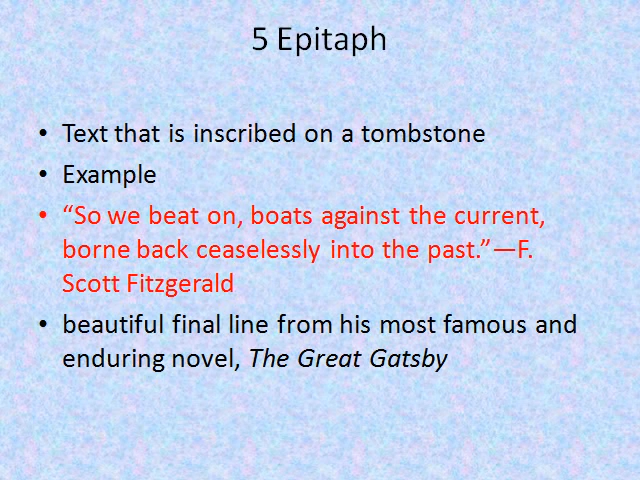 5 Epitaph
• Text that is inscribed on a tombstone
• Example
• “So we beat on, boats against the current,
borne back ceaselessly into the past.”—F.
Scott Fitzgerald
• beautiful final line from his most famous and
enduring novel, The Great Gatsby